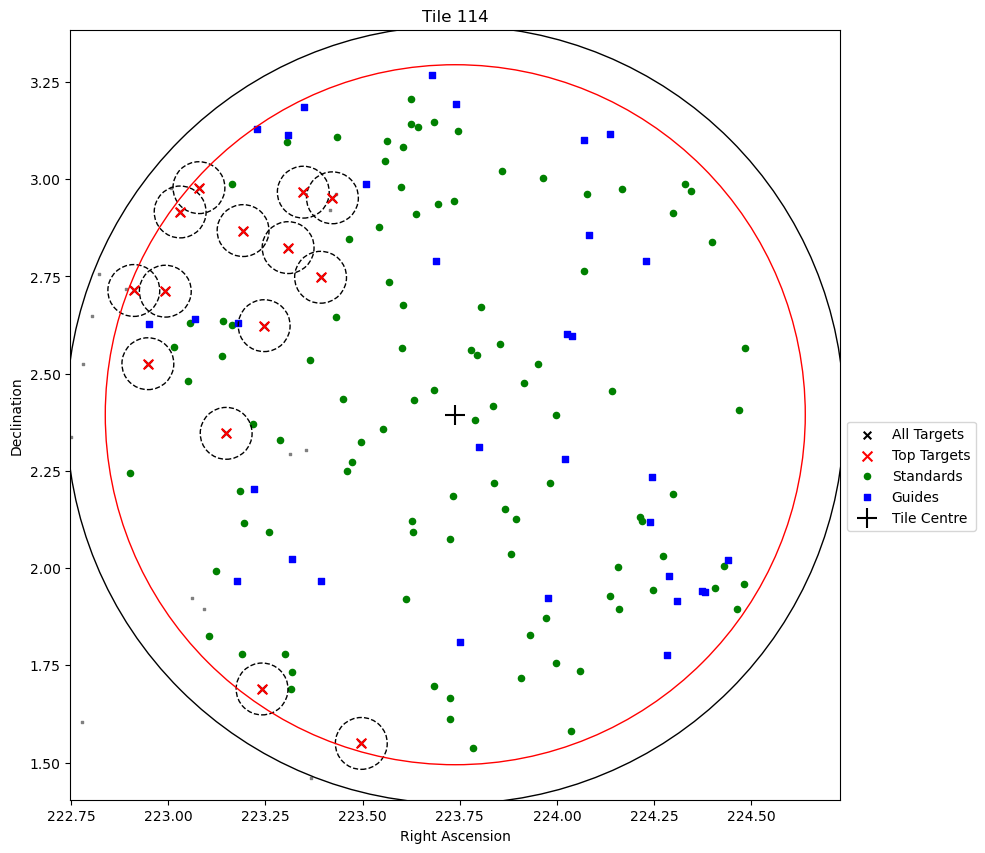 Tile 114
3.25
3.00
2.75
2.50
2.25
2.00
1.75
1.50
Declination
222.75 223.00 223.25 223.50 223.75 224.00 224.25 224.50
Right Ascension
All Targets
Top Targets
Standards
Guides
Tile Centre